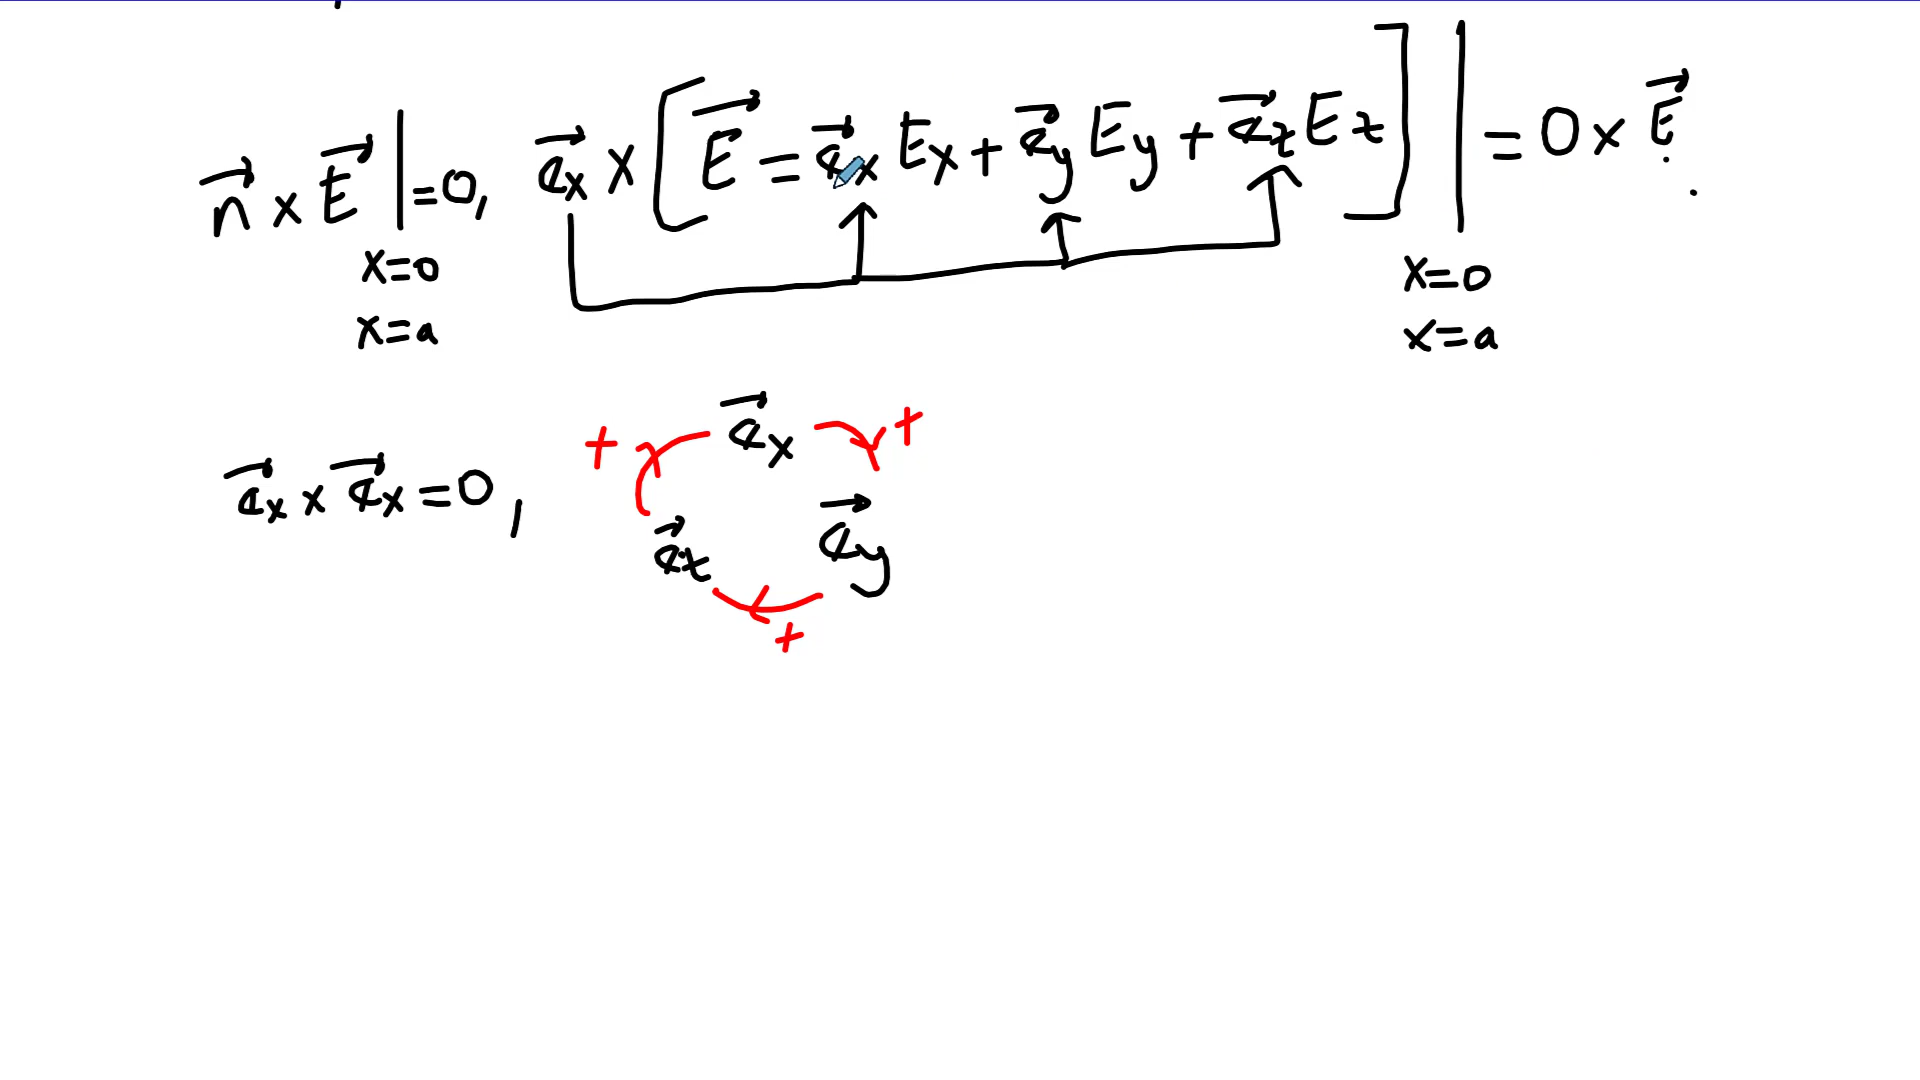 n⃗ × E⃗ | = 0, a⃗x × [ E⃗ = a⃗x Ex + a⃗y Ey + a⃗z Ez ] | = 0 × E⃗.
x=0 x=0
x=a x=a
a⃗x × a⃗x = 0,
+ a⃗x +
a⃗z a⃗y
+